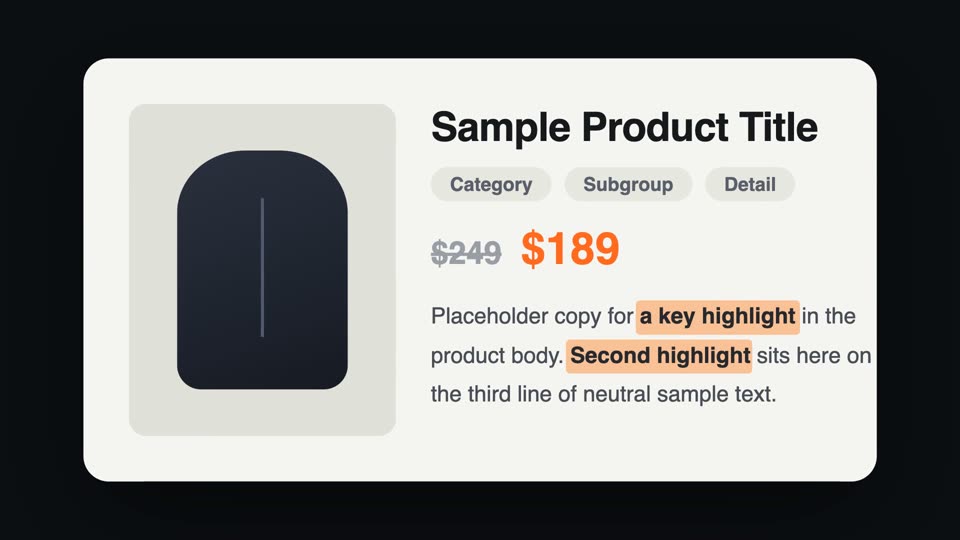 Sample Product Title
Category Subgroup Detail
$249 $189
Placeholder copy for a key highlight in the
product body. Second highlight sits here on
the third line of neutral sample text.